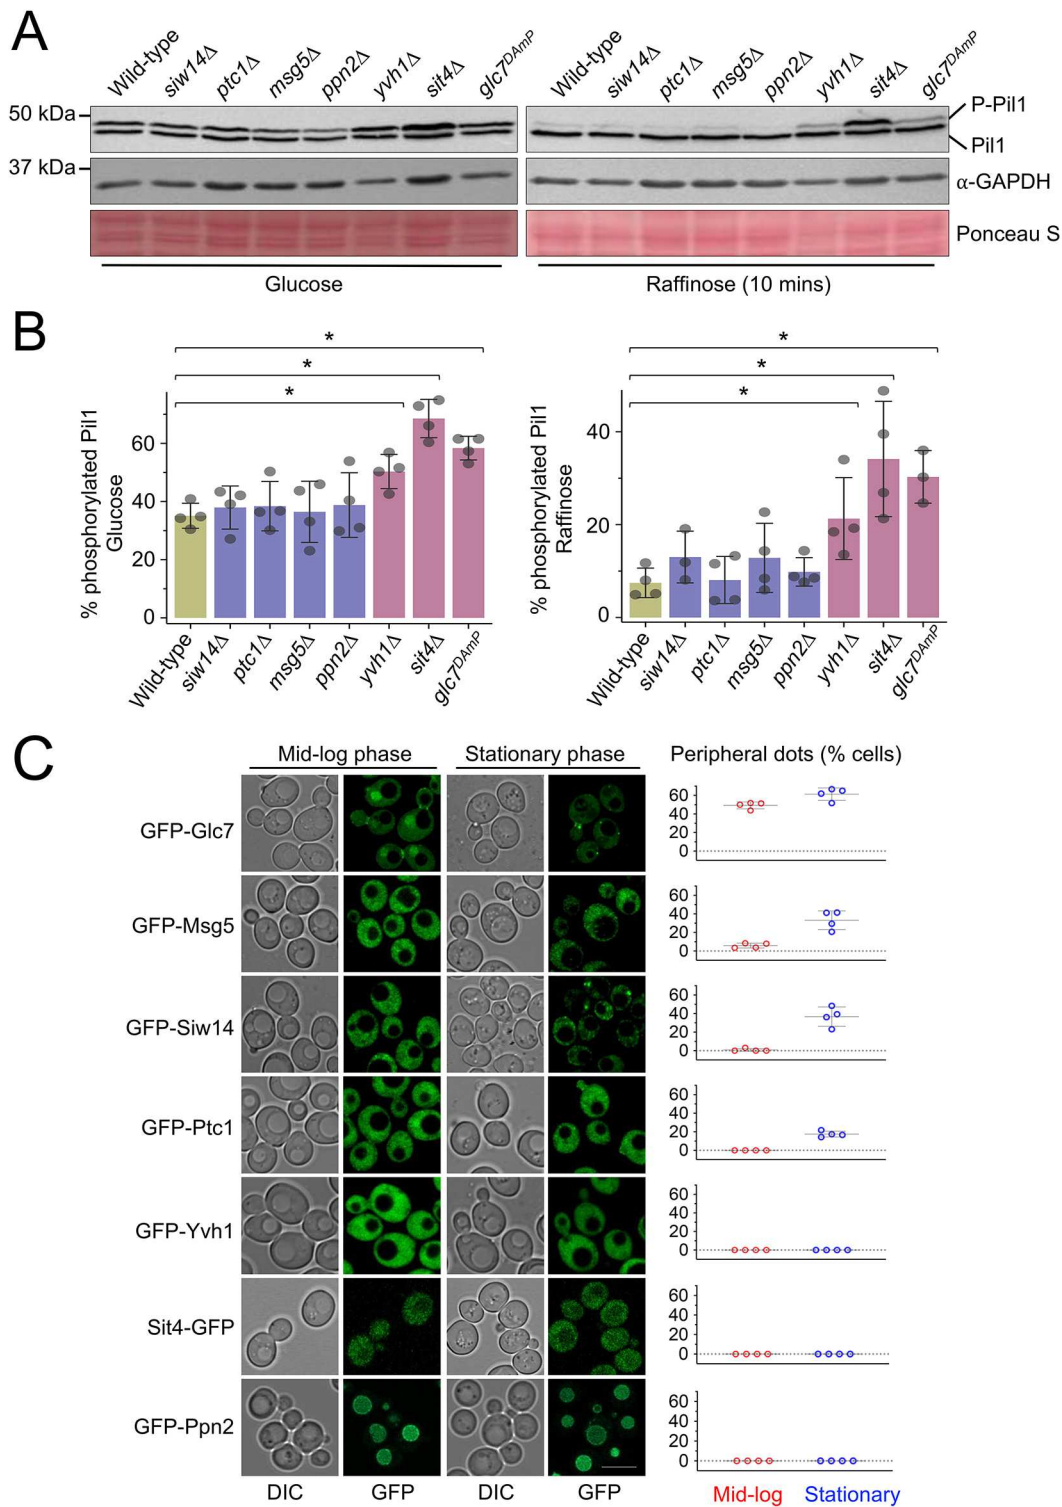 A
Wild-type siw14Δ ptc1Δ msg5Δ ppn2Δ yvh1Δ sit4Δ glc7DAmP
Wild-type siw14Δ ptc1Δ msg5Δ ppn2Δ yvh1Δ sit4Δ glc7DAmP
50 kDa
P-Pil1
Pil1
37 kDa
α-GAPDH
Ponceau S
Glucose
Raffinose (10 mins)
B
* * *
* * *
% phosphorylated Pil1
Glucose
60
40
20
0
Wild-type siw14Δ ptc1Δ msg5Δ ppn2Δ yvh1Δ sit4Δ glc7DAmP
% phosphorylated Pil1
Raffinose
40
20
0
Wild-type siw14Δ ptc1Δ msg5Δ ppn2Δ yvh1Δ sit4Δ glc7DAmP
C
Mid-log phase Stationary phase Peripheral dots (% cells)
GFP-Glc7
60
40
20
0
GFP-Msg5
60
40
20
0
GFP-Siw14
60
40
20
0
GFP-Ptc1
60
40
20
0
GFP-Yvh1
60
40
20
0
Sit4-GFP
60
40
20
0
GFP-Ppn2
60
40
20
0
DIC GFP DIC GFP Mid-log Stationary